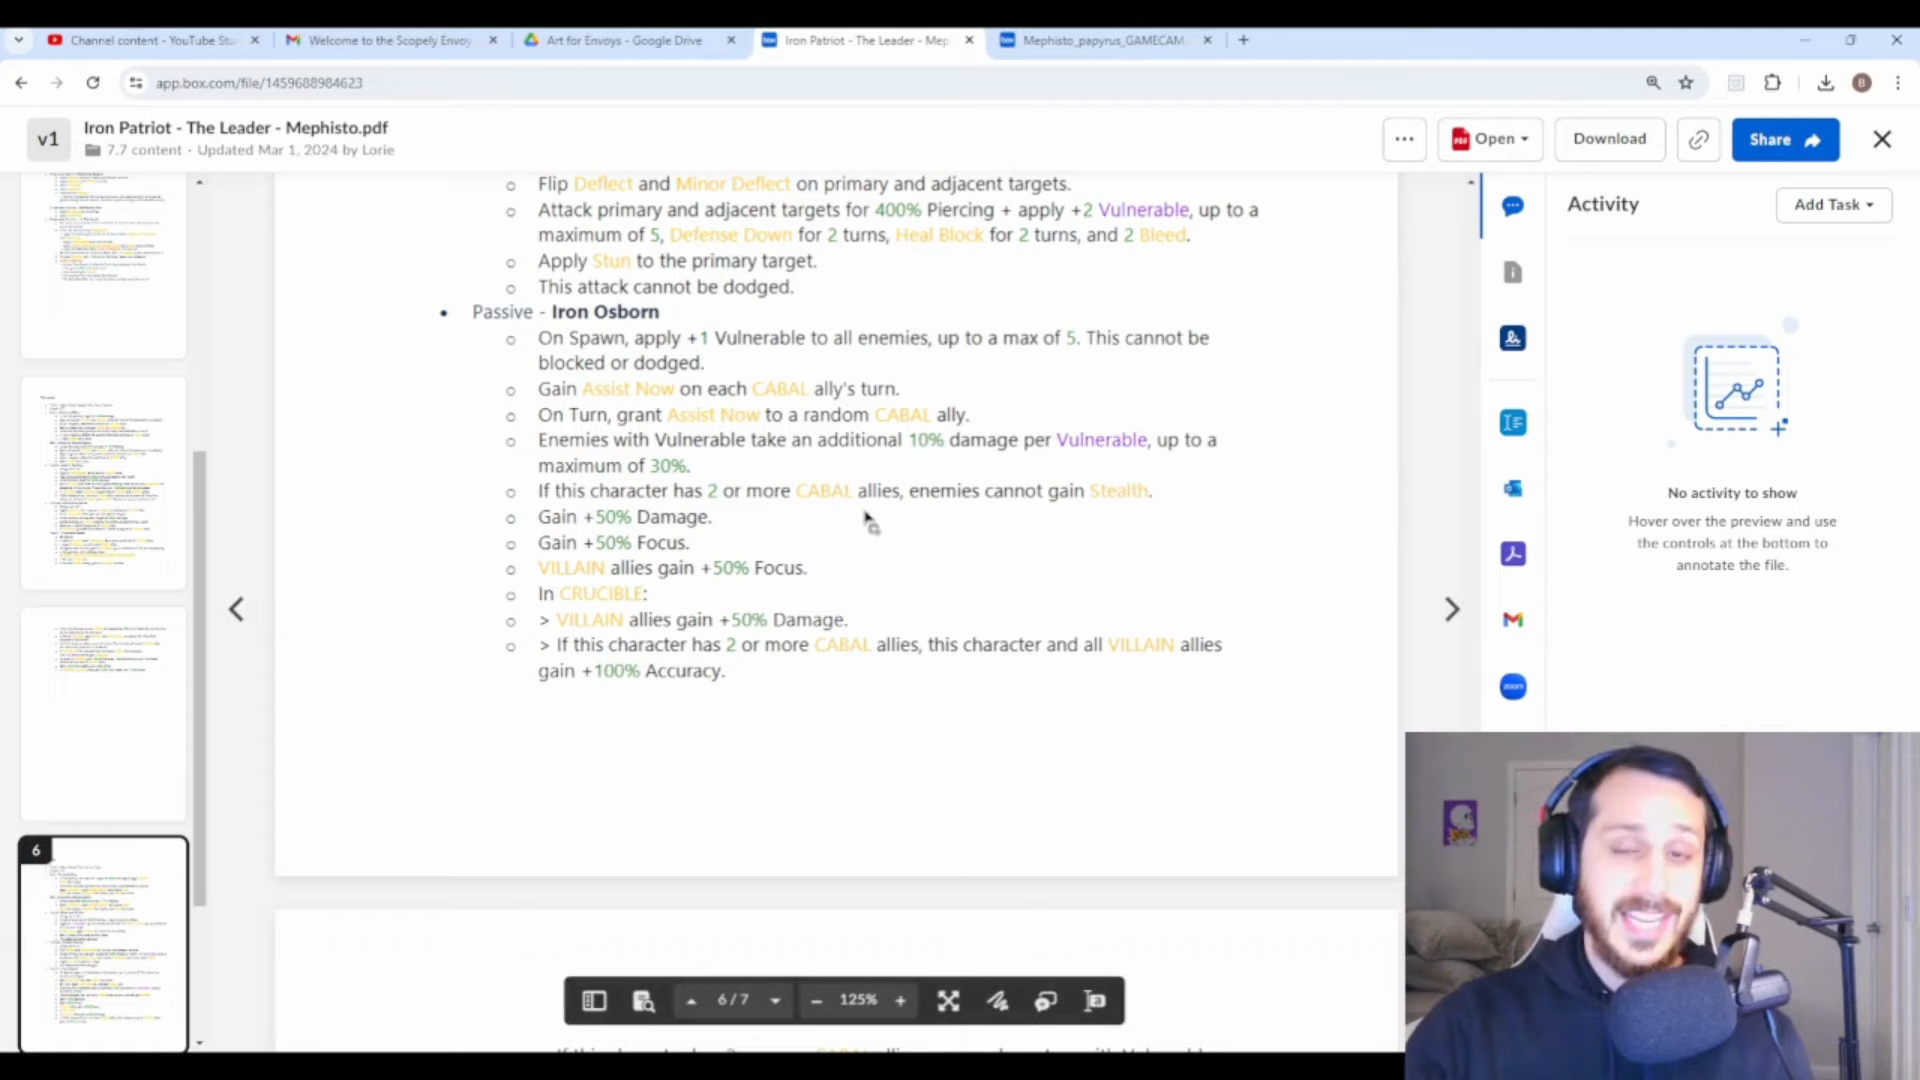 Channel content - YouTube Stu
Welcome to the Scopely Envoy
Art for Envoys - Google Drive
Iron Patriot - The Leader - Mep
Mephisto_papyrus_GAMECAM
app.box.com/file/1459688984623
B
v1
Iron Patriot - The Leader - Mephisto.pdf
7.7 content · Updated Mar 1, 2024 by Lorie
Open
Download
Share
Flip Deflect and Minor Deflect on primary and adjacent targets.
Attack primary and adjacent targets for 400% Piercing + apply +2 Vulnerable, up to a
maximum of 5, Defense Down for 2 turns, Heal Block for 2 turns, and 2 Bleed.
Apply Stun to the primary target.
This attack cannot be dodged.
Passive - Iron Osborn
On Spawn, apply +1 Vulnerable to all enemies, up to a max of 5. This cannot be
blocked or dodged.
Gain Assist Now on each CABAL ally's turn.
On Turn, grant Assist Now to a random CABAL ally.
Enemies with Vulnerable take an additional 10% damage per Vulnerable, up to a
maximum of 30%.
If this character has 2 or more CABAL allies, enemies cannot gain Stealth.
Gain +50% Damage.
Gain +50% Focus.
VILLAIN allies gain +50% Focus.
In CRUCIBLE:
> VILLAIN allies gain +50% Damage.
> If this character has 2 or more CABAL allies, this character and all VILLAIN allies
gain +100% Accuracy.
6
6 / 7
125%
Activity
Add Task
No activity to show
Hover over the preview and use
the controls at the bottom to
annotate the file.
zoom